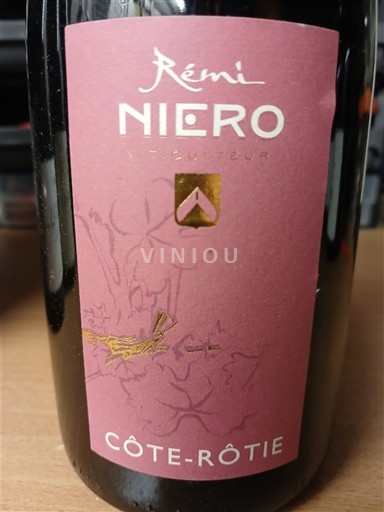 Rémi
NIERO
VITICULTEUR
VINIOU
CÔTE-RÔTIE